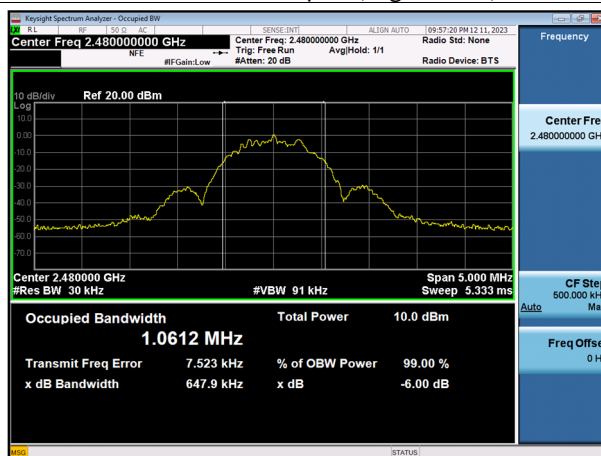 Keysight Spectrum Analyzer - Occupied BW
LXI RL RF 50 Ω AC SENSE:INT ALIGN AUTO 09:57:20 PM 12 11, 2023
Center Freq 2.480000000 GHz Center Freq: 2.480000000 GHz Radio Std: None Frequency
NFE Trig: Free Run Avg|Hold: 1/1
#IFGain:Low #Atten: 20 dB Radio Device: BTS
10 dB/div Ref 20.00 dBm
Log
10.0
0.00
-10.0
-20.0
-30.0
-40.0
-50.0
-60.0
-70.0
Center Fre
2.480000000 GH
Center 2.480000 GHz Span 5.000 MHz
#Res BW 30 kHz #VBW 91 kHz Sweep 5.333 ms
CF Ste
500.000 kH
Auto Ma
Occupied Bandwidth Total Power 10.0 dBm
1.0612 MHz
Transmit Freq Error 7.523 kHz % of OBW Power 99.00 %
x dB Bandwidth 647.9 kHz x dB -6.00 dB
Freq Offse
0 H
MSG STATUS